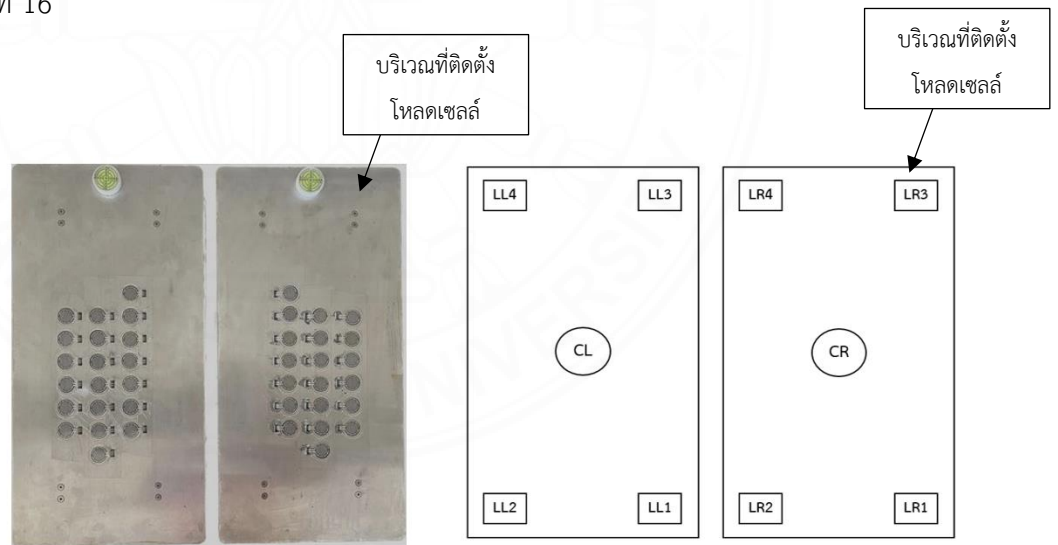 ที่ 16
บริเวณที่ติดตั้ง
โหลดเซลล์
บริเวณที่ติดตั้ง
โหลดเซลล์
LL4
LL3
LR4
LR3
CL
CR
LL2
LL1
LR2
LR1